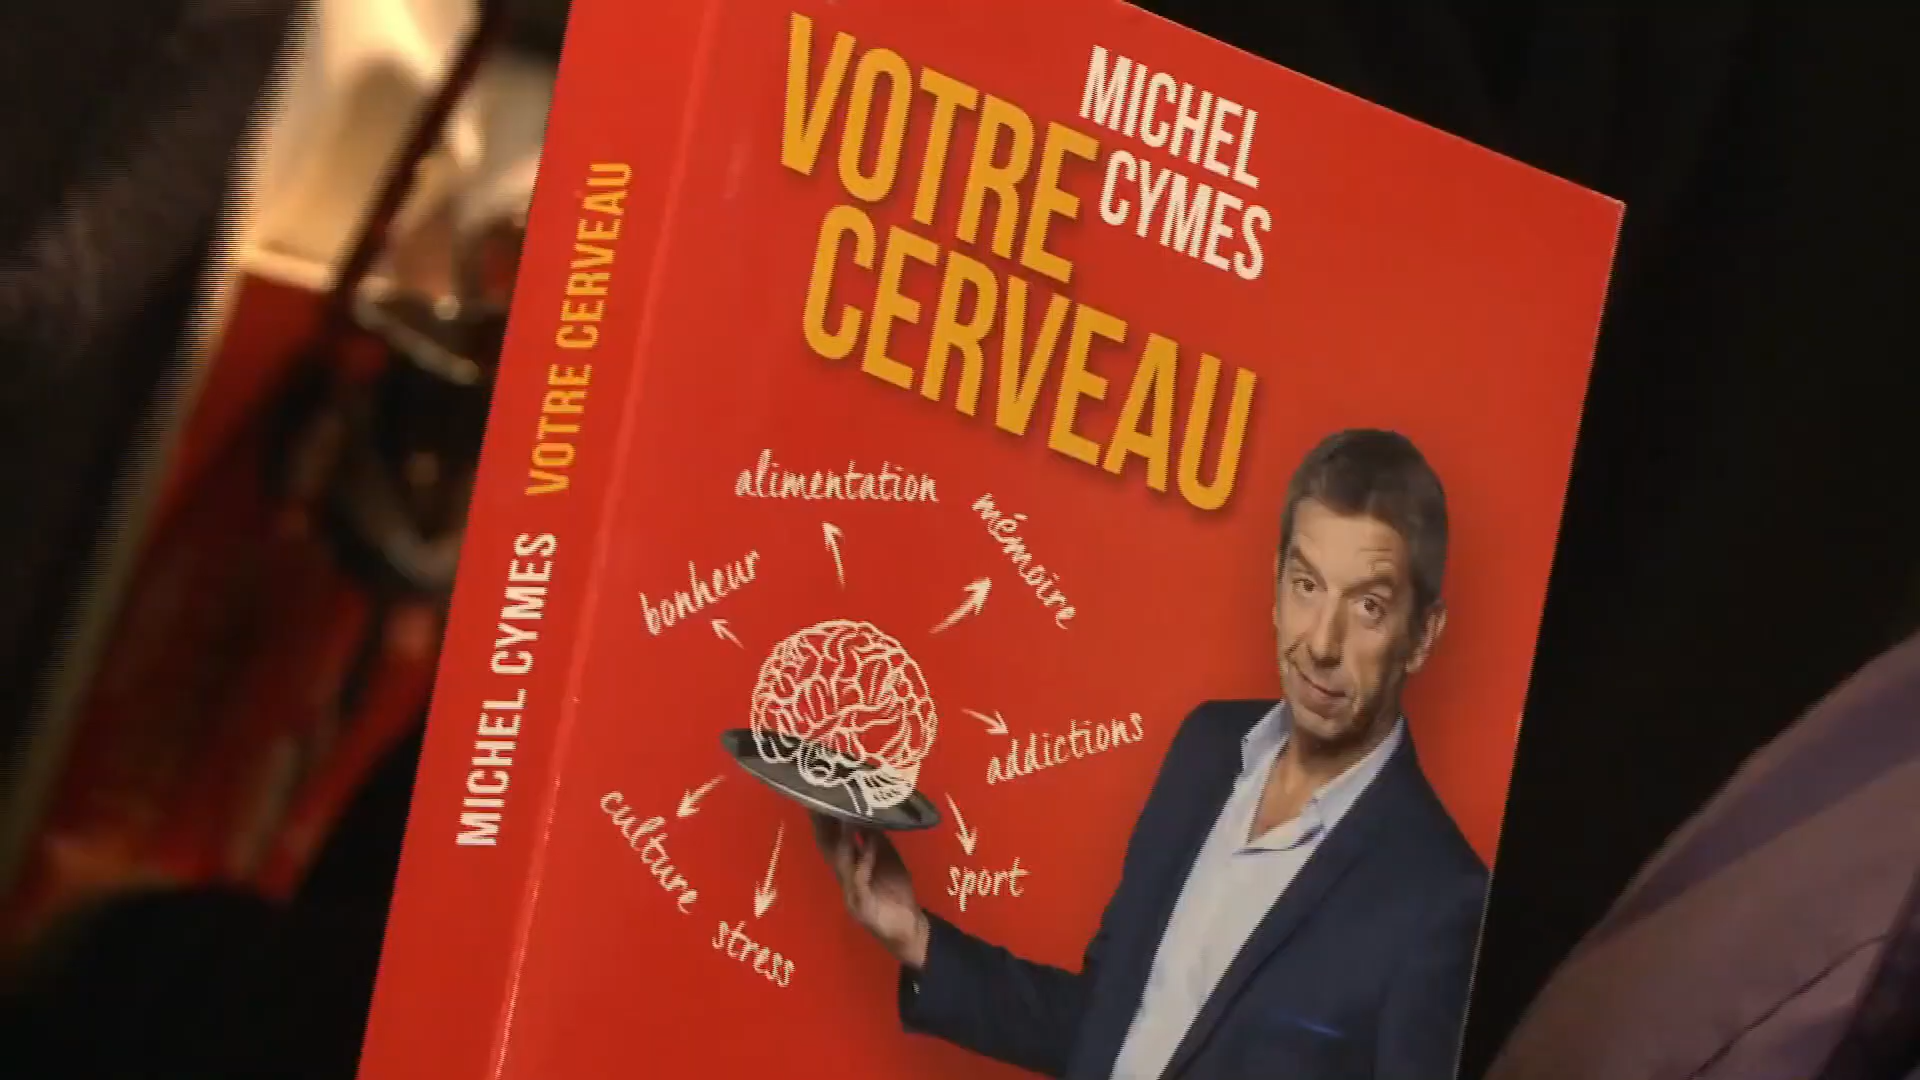 MICHEL CYMES VOTRE CERVEAU
MICHEL
CYMES
VOTRE
CERVEAU
alimentation
mémoire
bonheur
addictions
culture
sport
stress